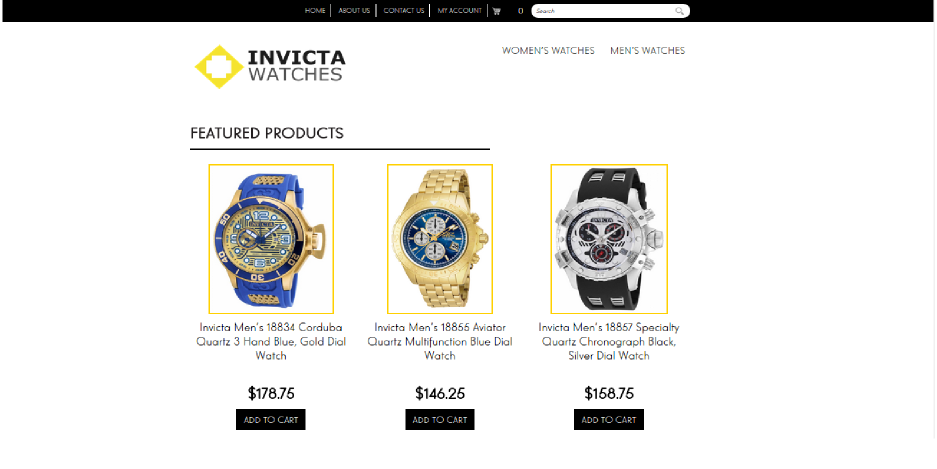 HOME ABOUT US CONTACT US MY ACCOUNT 0 Search
INVICTA
WATCHES
WOMEN'S WATCHES MEN'S WATCHES
FEATURED PRODUCTS
Invicta Men's 18834 Corduba
Quartz 3 Hand Blue, Gold Dial
Watch
$178.75
ADD TO CART
Invicta Men's 18855 Aviator
Quartz Multifunction Blue Dial
Watch
$146.25
ADD TO CART
Invicta Men's 18857 Specialty
Quartz Chronograph Black,
Silver Dial Watch
$158.75
ADD TO CART